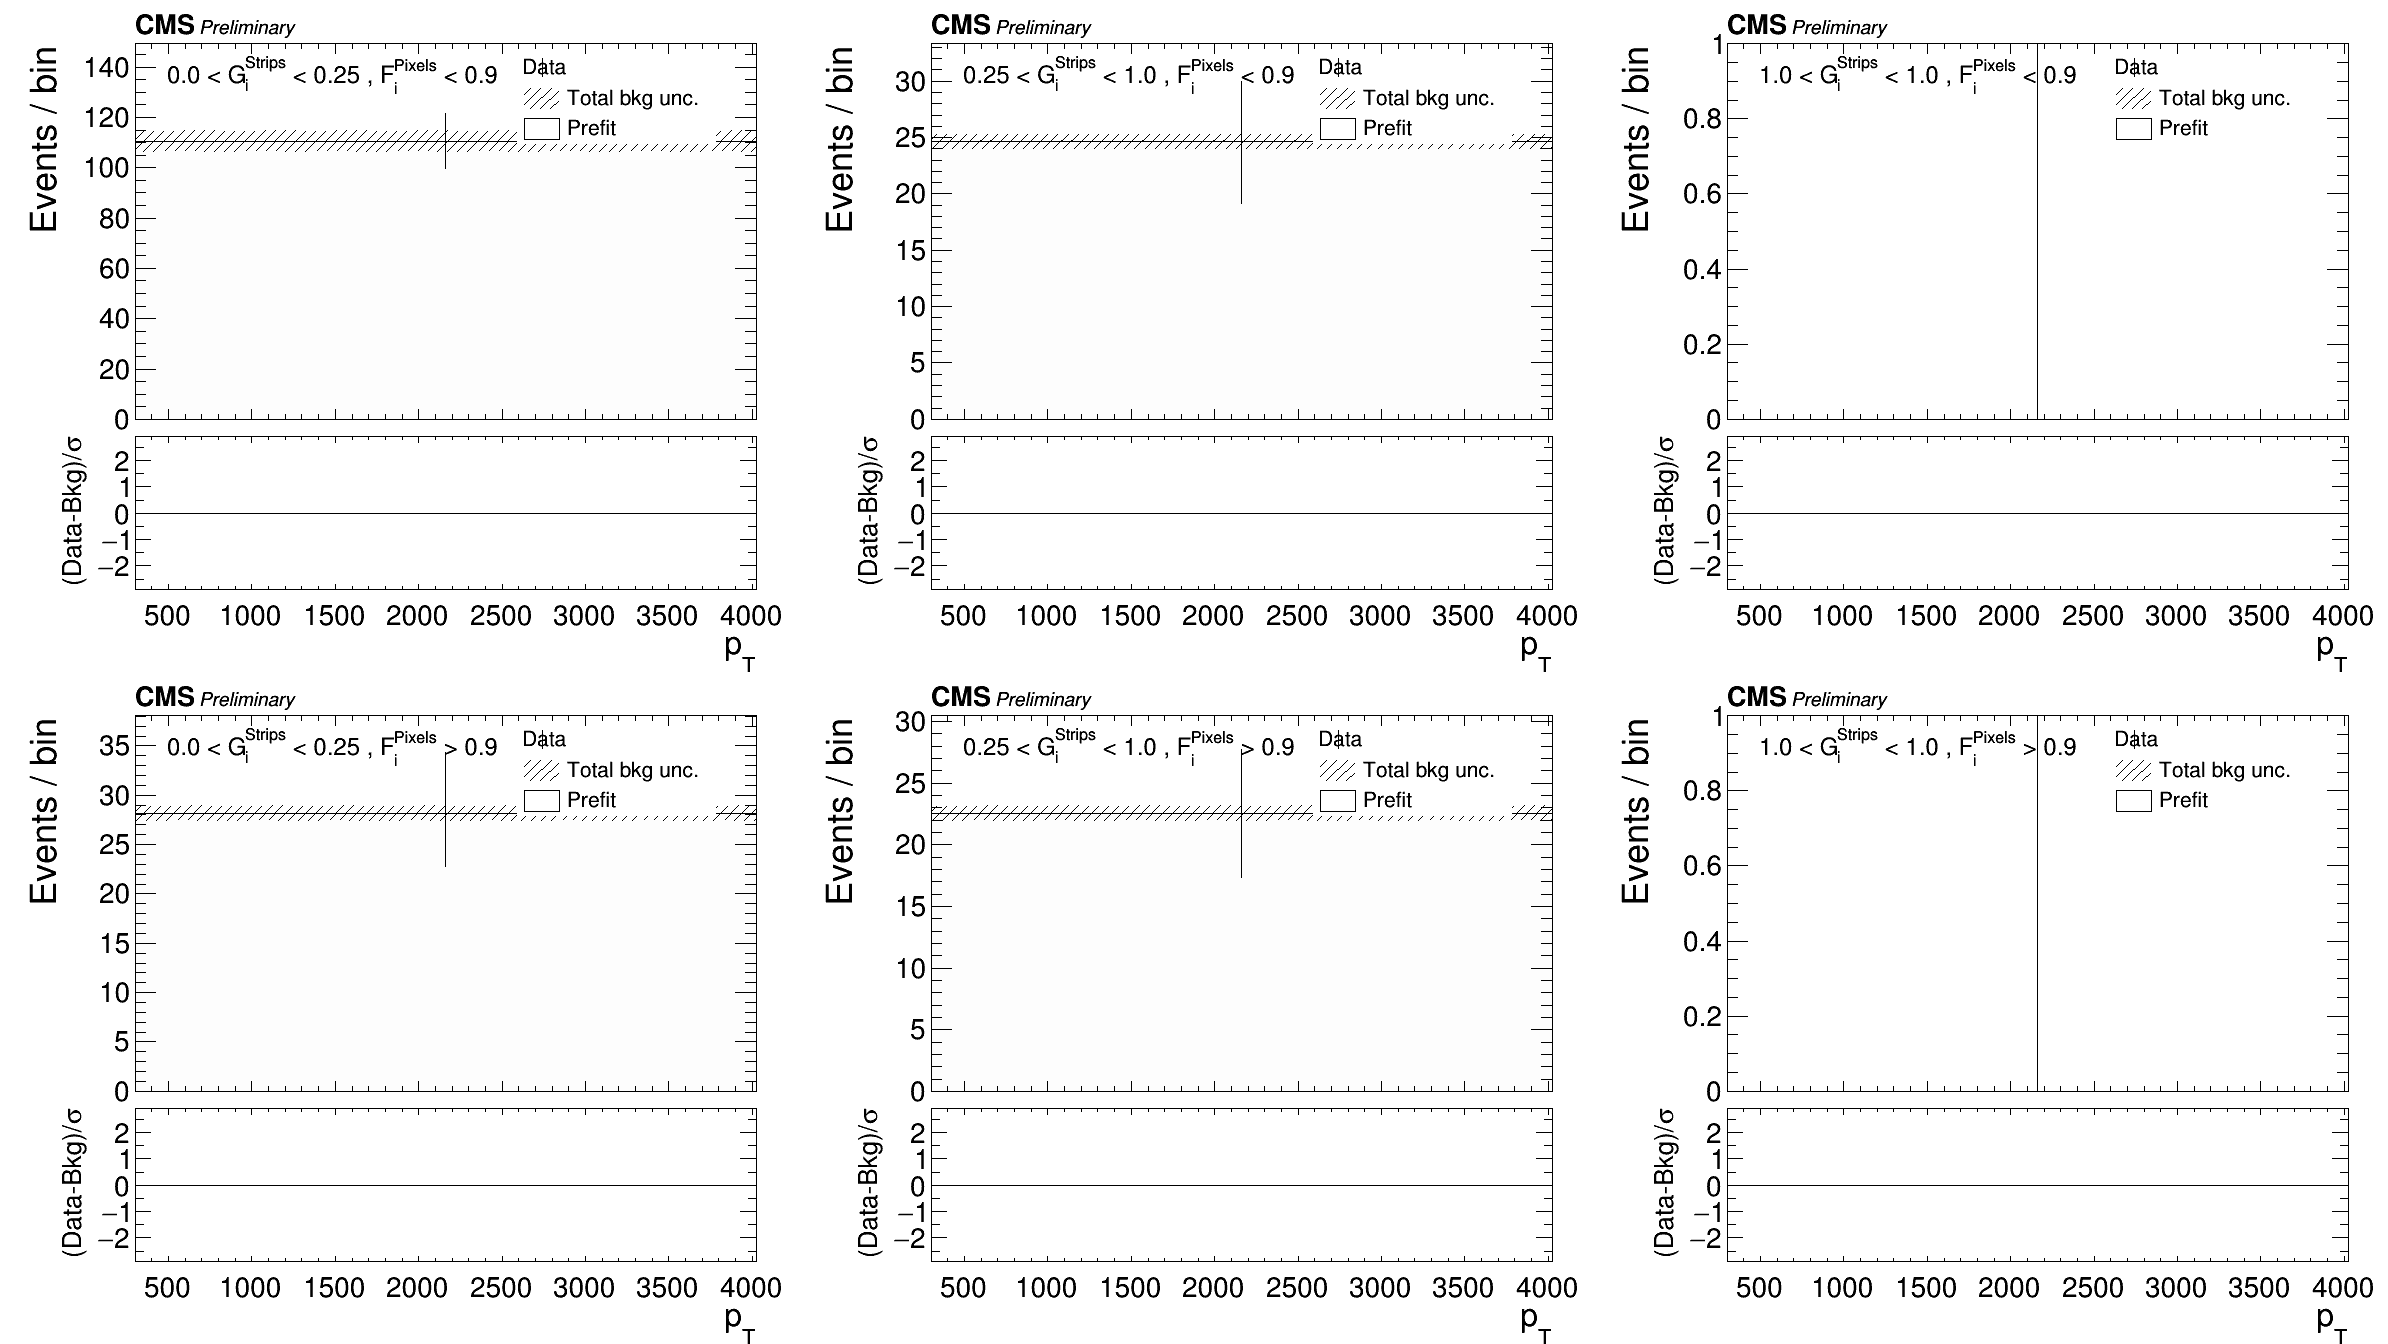 CMS Preliminary
Events / bin
140
120
100
80
60
40
20
0
0.0 < G_i^Strips < 0.25 , F_i^Pixels < 0.9
Data
Total bkg unc.
Prefit
(Data-Bkg)/σ
2
1
0
−1
−2
500 1000 1500 2000 2500 3000 3500 4000
p_T
CMS Preliminary
Events / bin
30
25
20
15
10
5
0
0.25 < G_i^Strips < 1.0 , F_i^Pixels < 0.9
Data
Total bkg unc.
Prefit
(Data-Bkg)/σ
2
1
0
−1
−2
500 1000 1500 2000 2500 3000 3500 4000
p_T
CMS Preliminary
Events / bin
1
0.8
0.6
0.4
0.2
0
1.0 < G_i^Strips < 1.0 , F_i^Pixels < 0.9
Data
Total bkg unc.
Prefit
(Data-Bkg)/σ
2
1
0
−1
−2
500 1000 1500 2000 2500 3000 3500 4000
p_T
CMS Preliminary
Events / bin
35
30
25
20
15
10
5
0
0.0 < G_i^Strips < 0.25 , F_i^Pixels > 0.9
Data
Total bkg unc.
Prefit
(Data-Bkg)/σ
2
1
0
−1
−2
500 1000 1500 2000 2500 3000 3500 4000
p_T
CMS Preliminary
Events / bin
30
25
20
15
10
5
0
0.25 < G_i^Strips < 1.0 , F_i^Pixels > 0.9
Data
Total bkg unc.
Prefit
(Data-Bkg)/σ
2
1
0
−1
−2
500 1000 1500 2000 2500 3000 3500 4000
p_T
CMS Preliminary
Events / bin
1
0.8
0.6
0.4
0.2
0
1.0 < G_i^Strips < 1.0 , F_i^Pixels > 0.9
Data
Total bkg unc.
Prefit
(Data-Bkg)/σ
2
1
0
−1
−2
500 1000 1500 2000 2500 3000 3500 4000
p_T